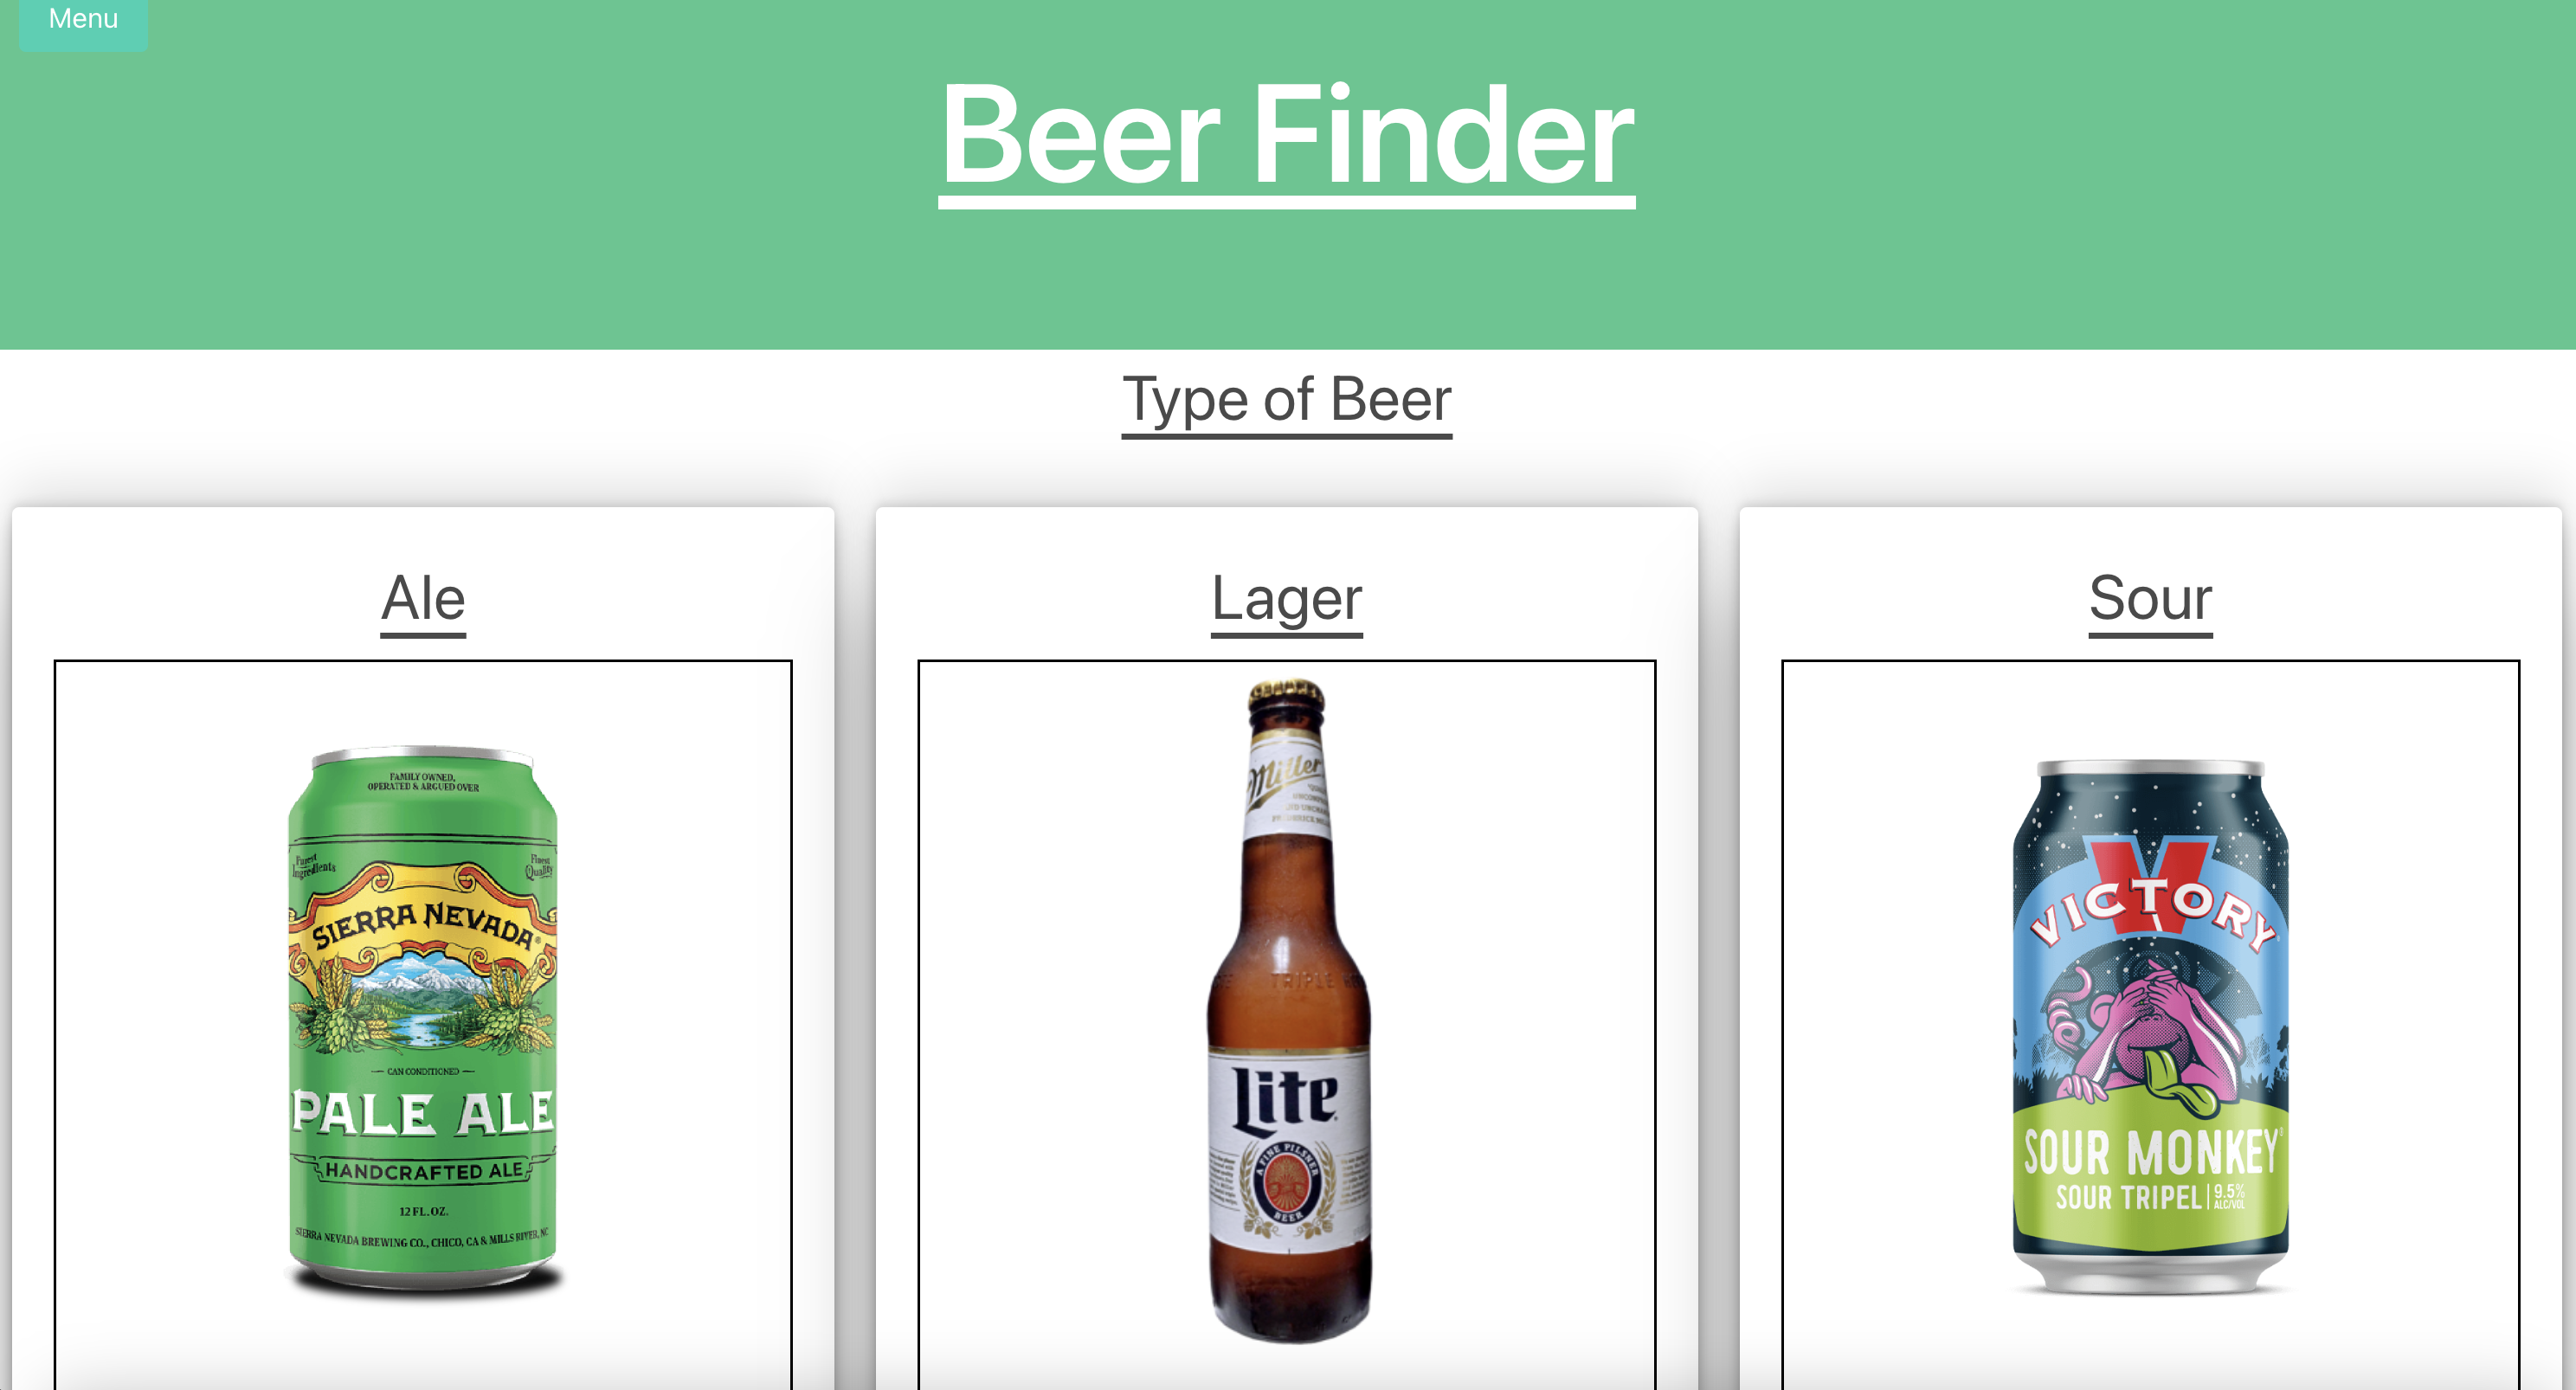 Menu
Beer Finder
Type of Beer
Ale
Lager
Sour
FAMILY OWNED,
OPERATED & ARGUED OVER
Finest
Ingredients
Finest
Quality
SIERRA NEVADA®
CAN CONDITIONED
PALE ALE
HANDCRAFTED ALE
12 FL. OZ.
SIERRA NEVADA BREWING CO., CHICO, CA & MILLS RIVER, NC
Miller
TRIPLE
Lite
A FINE PILSNER
BEER
V
VICTORY
SOUR MONKEY
SOUR TRIPEL 9.5%
ALC/VOL